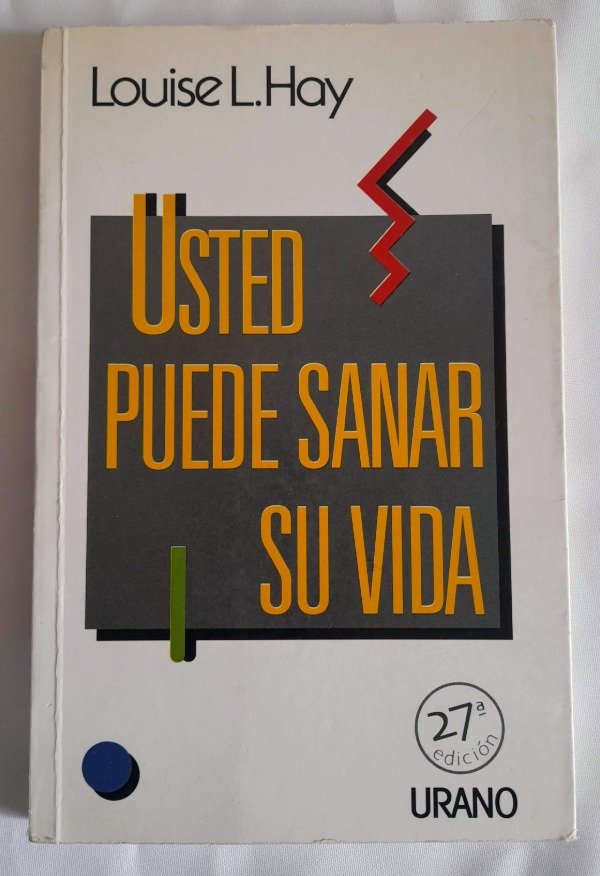 Louise L. Hay
USTED
PUEDE SANAR
SU VIDA
27ª
edición
URANO